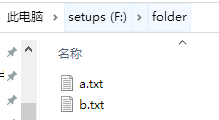 此电脑 > setups (F:) > folder
名称
a.txt
b.txt